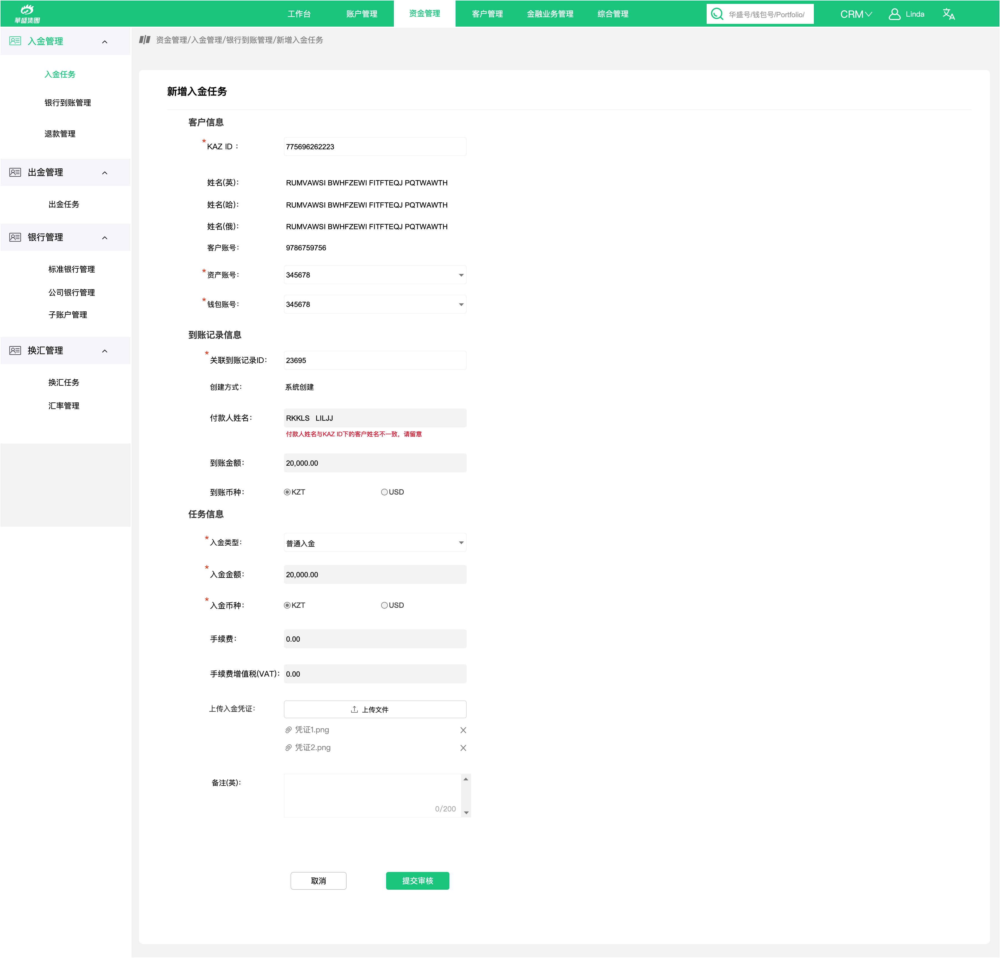 華盛集團
工作台 账户管理 资金管理 客户管理 金融业务管理 综合管理 华盛号/钱包号/Portfolio/ CRM Linda 文A
入金管理
入金任务
银行到账管理
退款管理
出金管理
出金任务
银行管理
标准银行管理
公司银行管理
子账户管理
换汇管理
换汇任务
汇率管理
资金管理/入金管理/银行到账管理/新增入金任务
新增入金任务
客户信息
*KAZ ID : 775696262223
姓名(英): RUMVAWSI BWHFZEWI FITFTEQJ PQTWAWTH
姓名(哈): RUMVAWSI BWHFZEWI FITFTEQJ PQTWAWTH
姓名(俄): RUMVAWSI BWHFZEWI FITFTEQJ PQTWAWTH
客户账号: 9786759756
*资产账号: 345678
*钱包账号: 345678
到账记录信息
*关联到账记录ID: 23695
创建方式: 系统创建
付款人姓名: RKKLS LILJJ
付款人姓名与KAZ ID下的客户姓名不一致，请留意
到账金额: 20,000.00
到账币种: KZT USD
任务信息
*入金类型: 普通入金
*入金金额: 20,000.00
*入金币种: KZT USD
手续费: 0.00
手续费增值税(VAT): 0.00
上传入金凭证: 上传文件
凭证1.png
凭证2.png
备注(英):
0/200
取消 提交审核